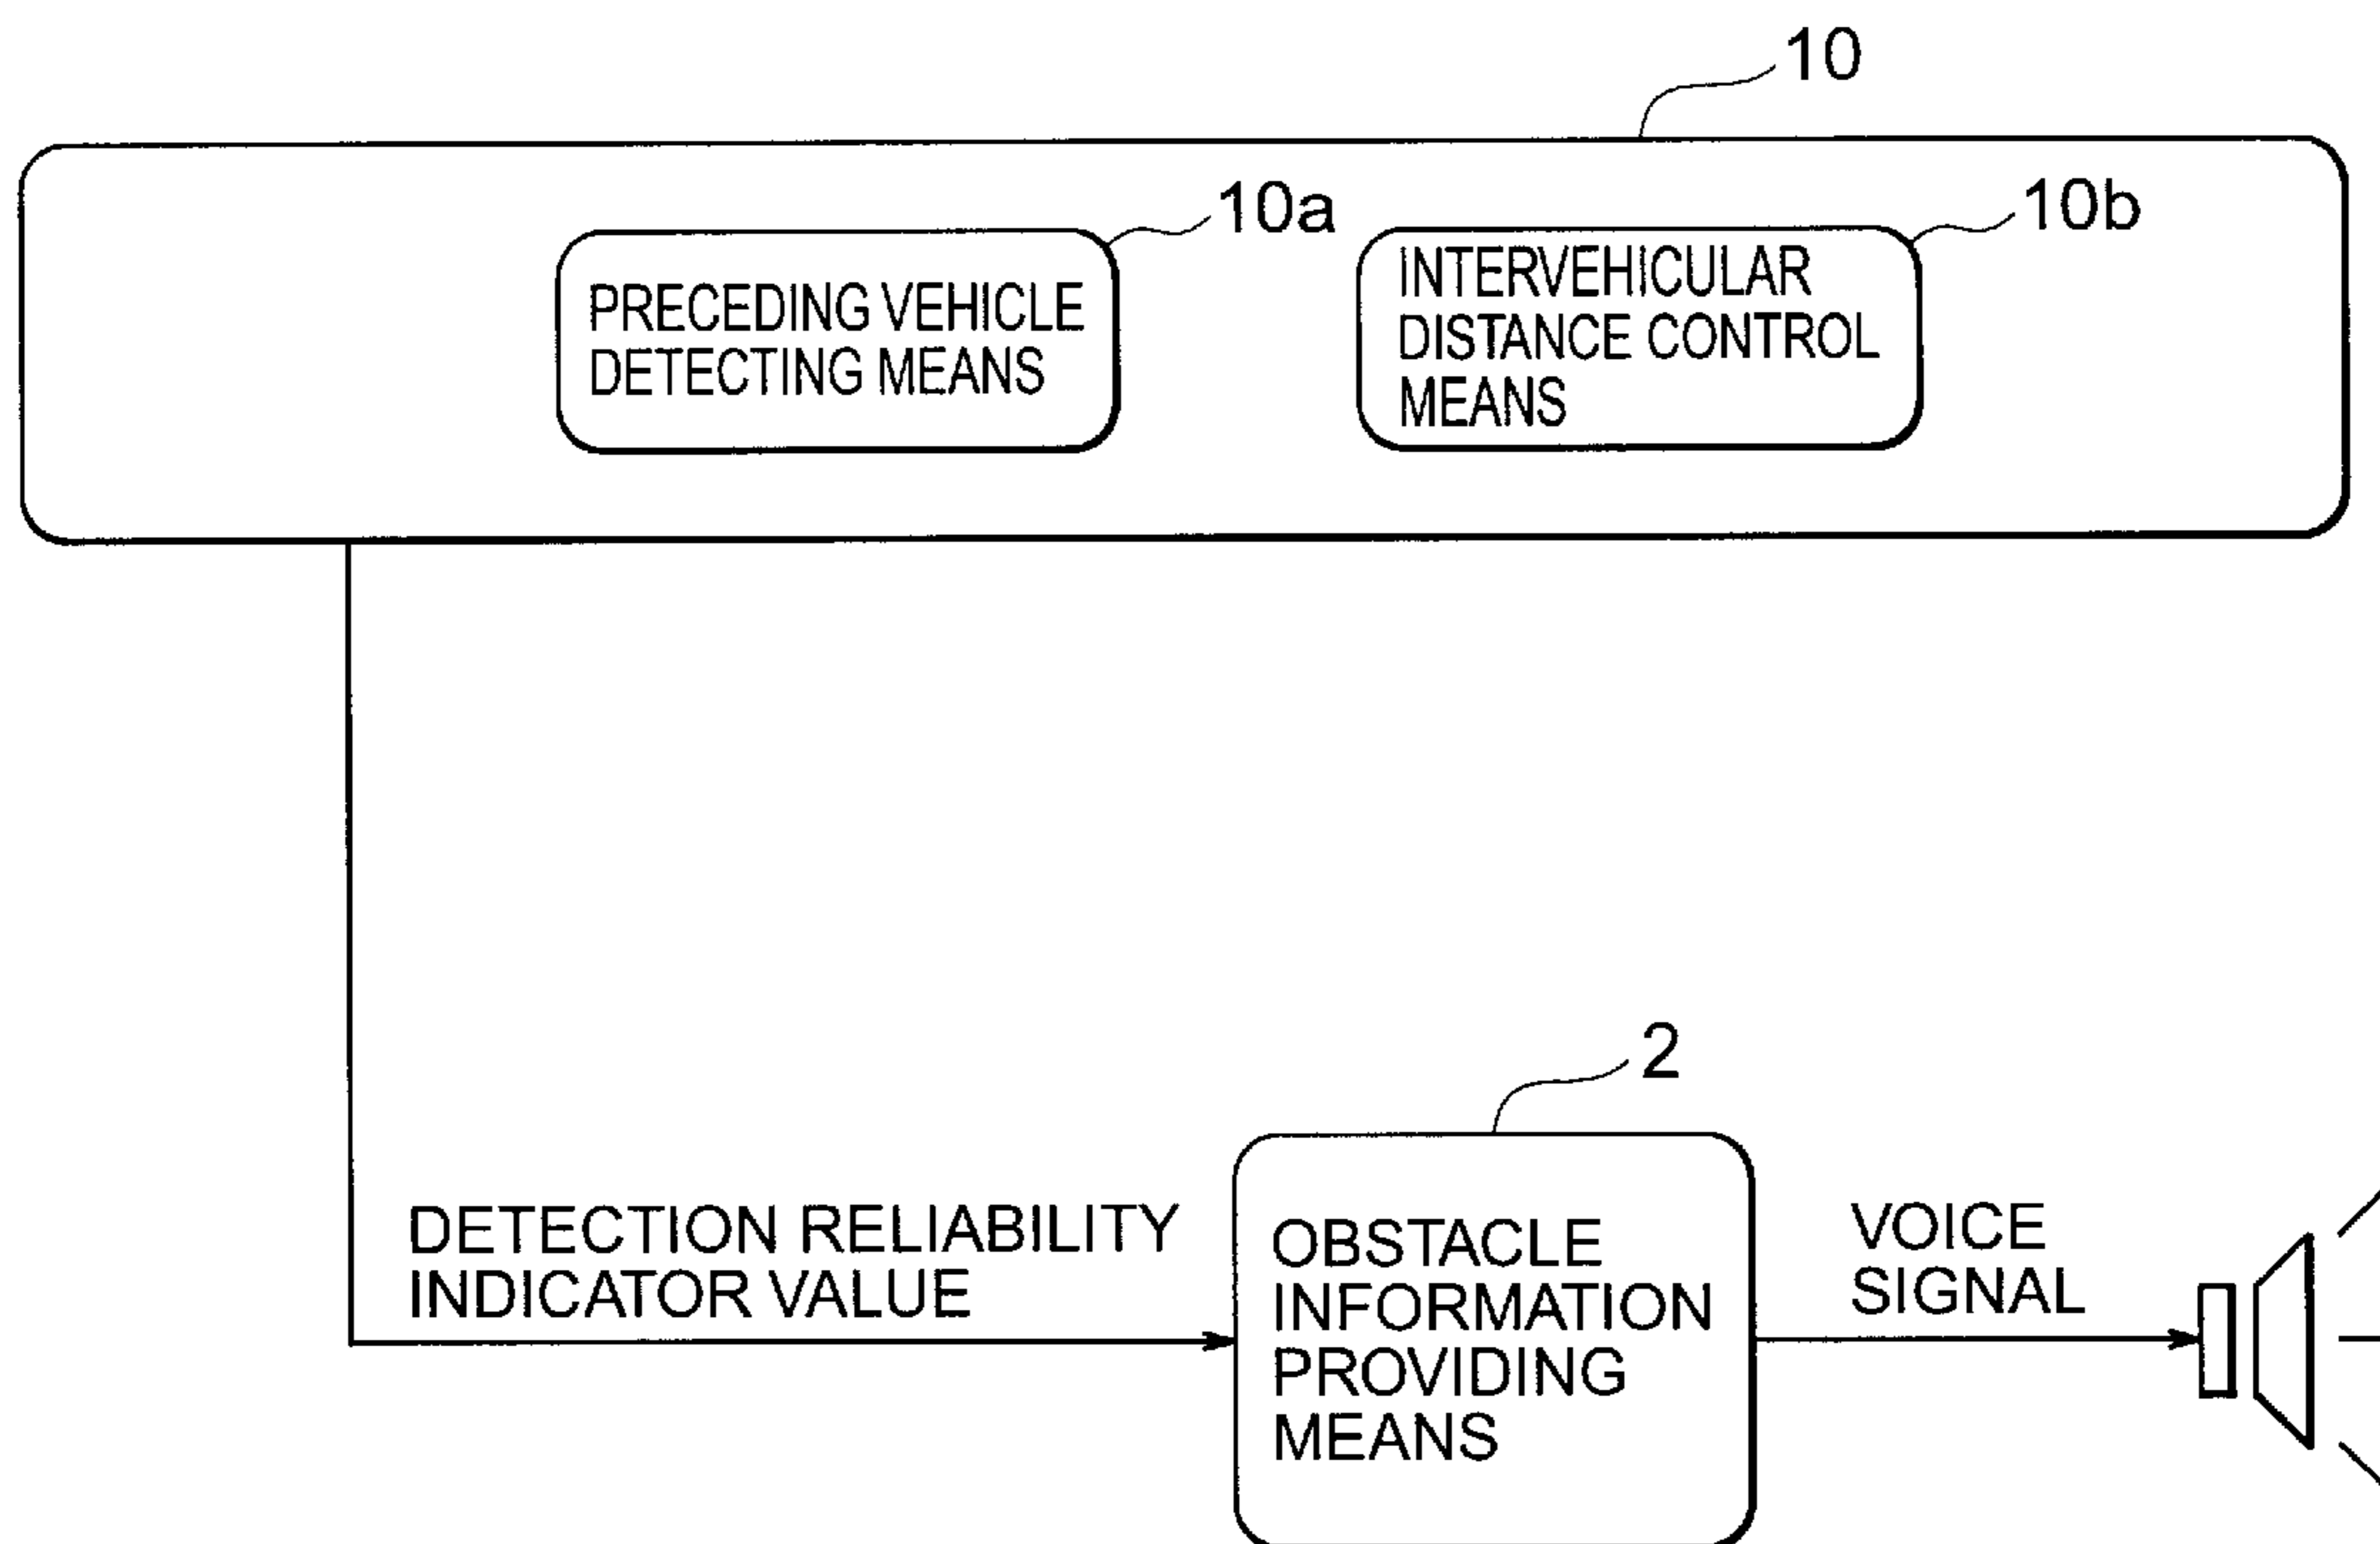 10
10a
10b
PRECEDING VEHICLE
DETECTING MEANS
INTERVEHICULAR
DISTANCE CONTROL
MEANS
2
DETECTION RELIABILITY
INDICATOR VALUE
OBSTACLE
INFORMATION
PROVIDING
MEANS
VOICE
SIGNAL